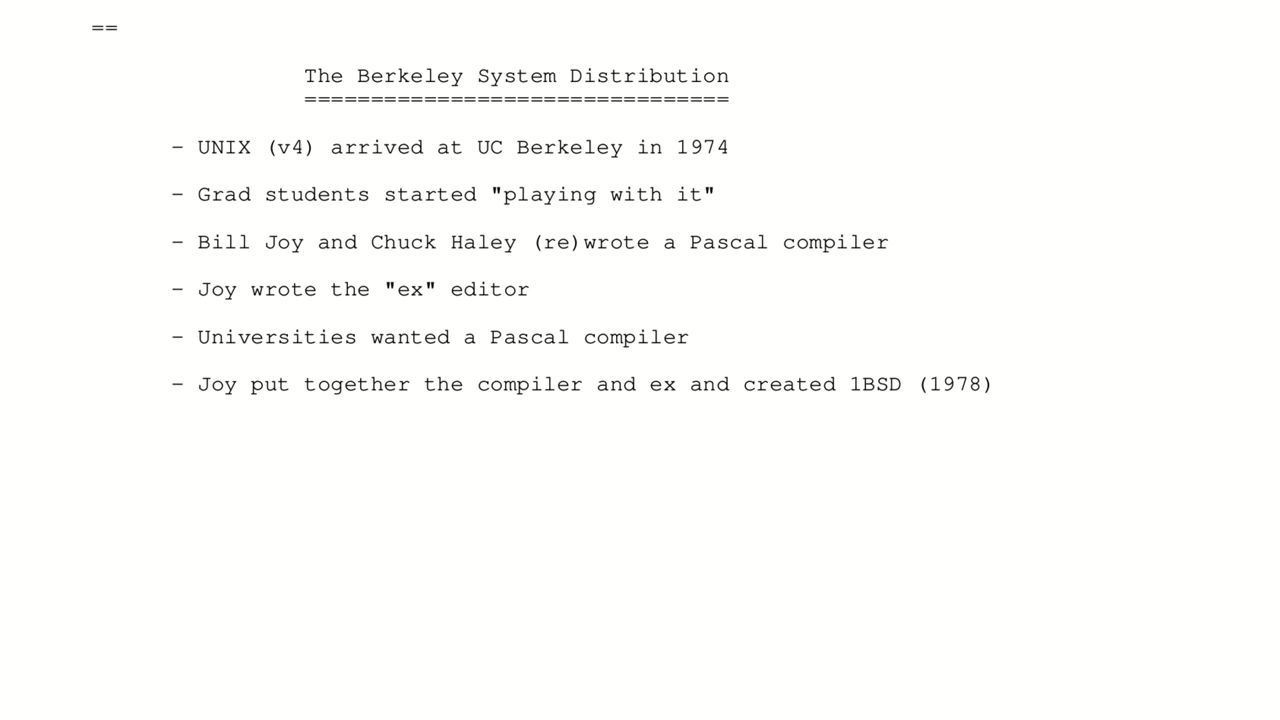 ==
The Berkeley System Distribution
================================
- UNIX (v4) arrived at UC Berkeley in 1974
- Grad students started "playing with it"
- Bill Joy and Chuck Haley (re)wrote a Pascal compiler
- Joy wrote the "ex" editor
- Universities wanted a Pascal compiler
- Joy put together the compiler and ex and created 1BSD (1978)